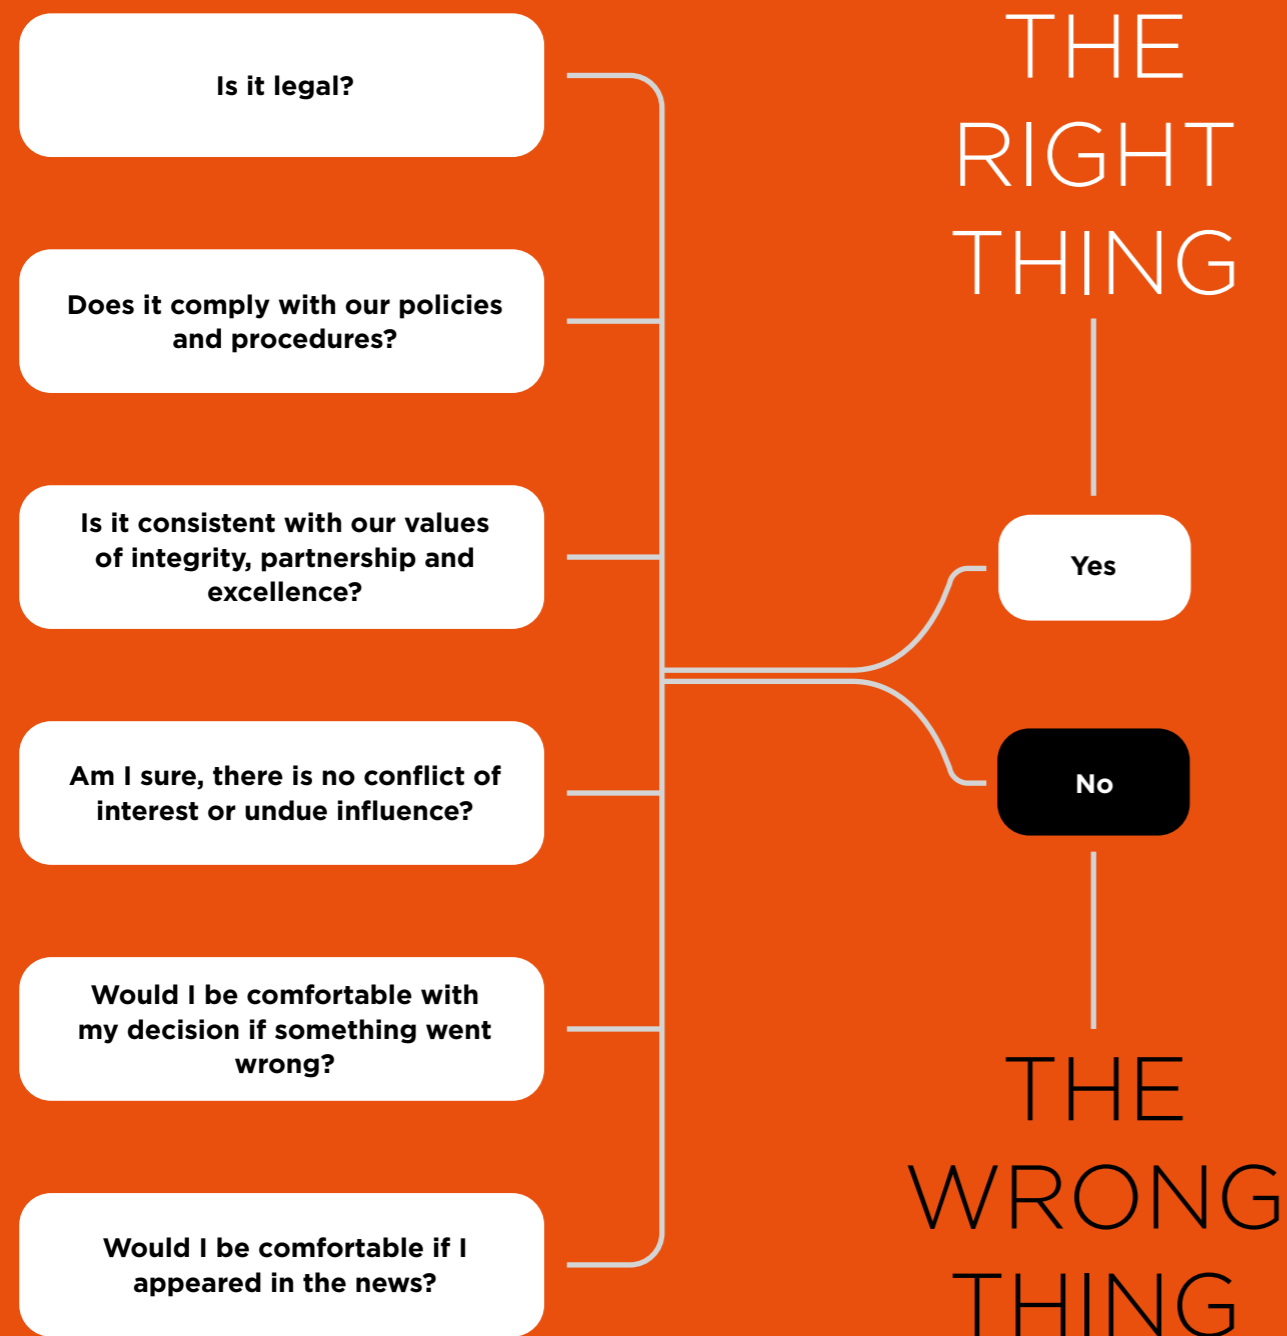 Is it legal?
Does it comply with our policies
and procedures?
Is it consistent with our values
of integrity, partnership and
excellence?
Am I sure, there is no conflict of
interest or undue influence?
Would I be comfortable with
my decision if something went
wrong?
Would I be comfortable if I
appeared in the news?
THE
RIGHT
THING
Yes
No
THE
WRONG
THING